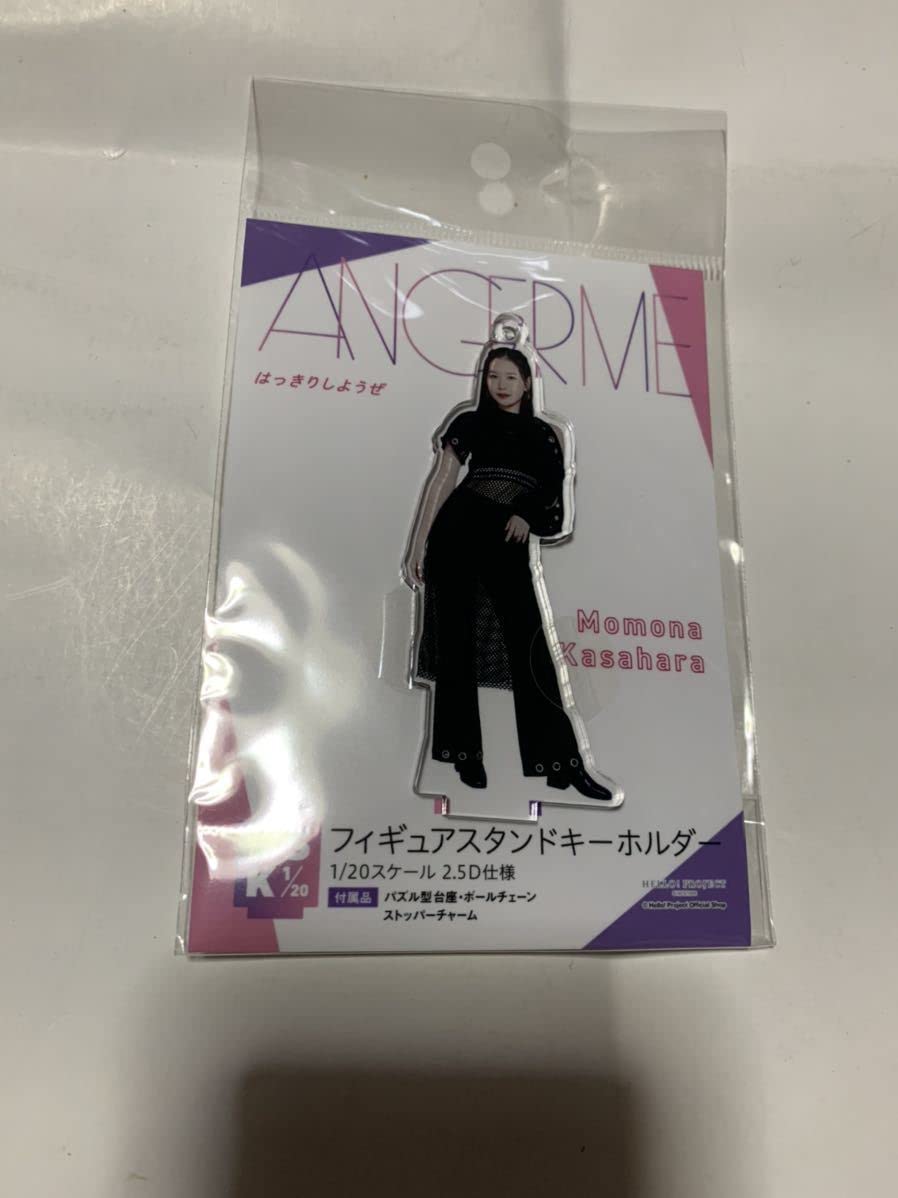 ANGERME
はっきりしようぜ
Momona
Kasahara
フィギュアスタンドキーホルダー
K 1/20
1/20スケール 2.5D仕様
付属品 パズル型台座・ボールチェーン
ストッパーチャーム
HELLO! PROJECT
© Hello! Project Official Shop